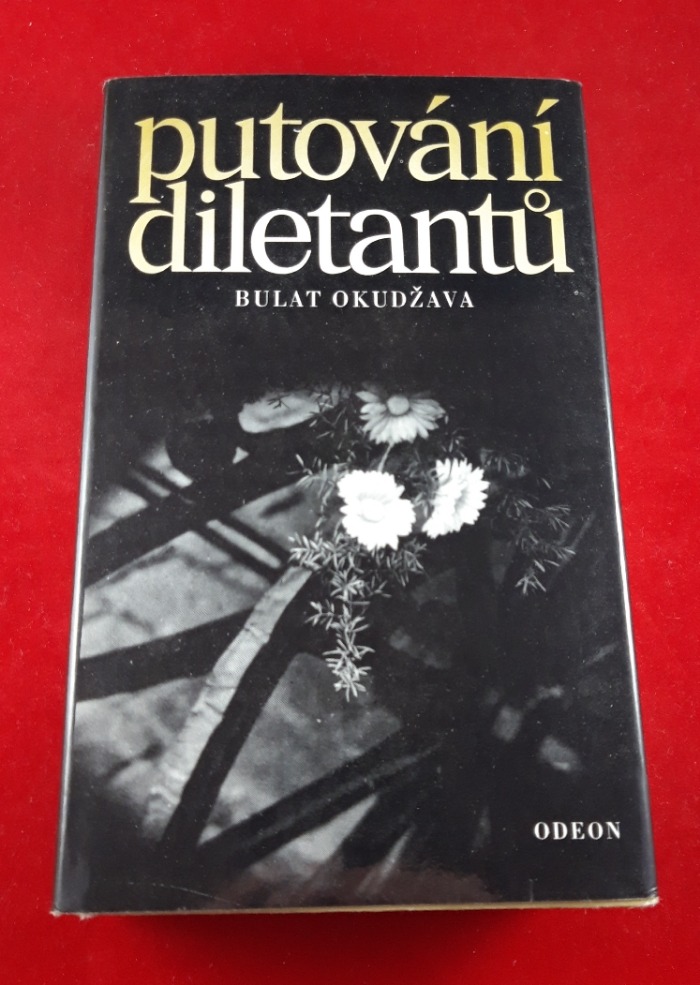 putování
diletantů
BULAT OKUDŽAVA
ODEON